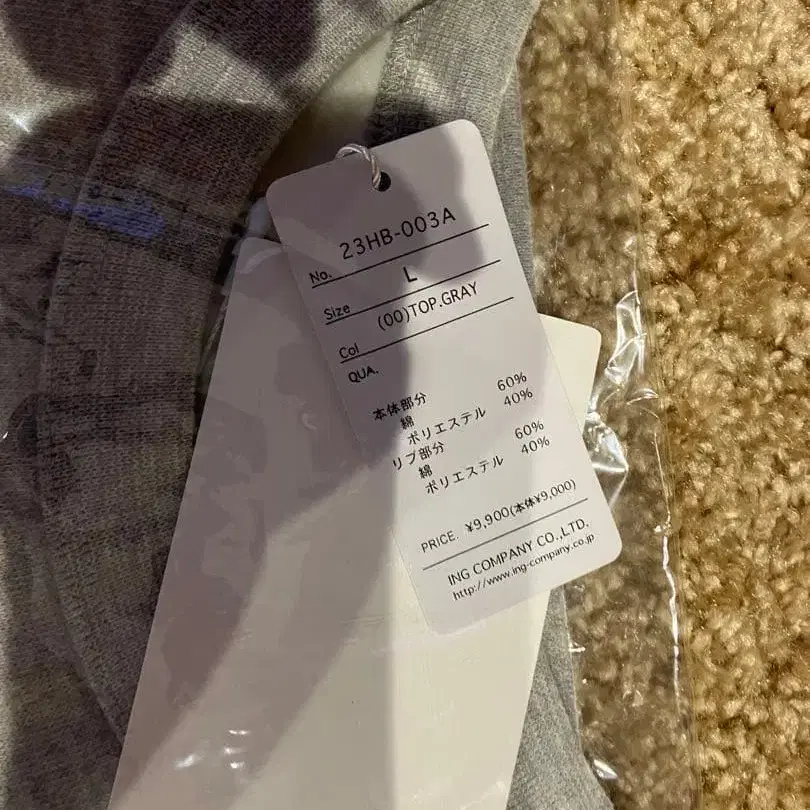 No. 23HB-003A
Size L
Col (00)TOP.GRAY
QUA.
本体部分
綿 60%
ポリエステル 40%
リブ部分
綿 60%
ポリエステル 40%
PRICE. ¥9,900(本体¥9,000)
ING COMPANY CO.,LTD.
http://www.ing-company.co.jp